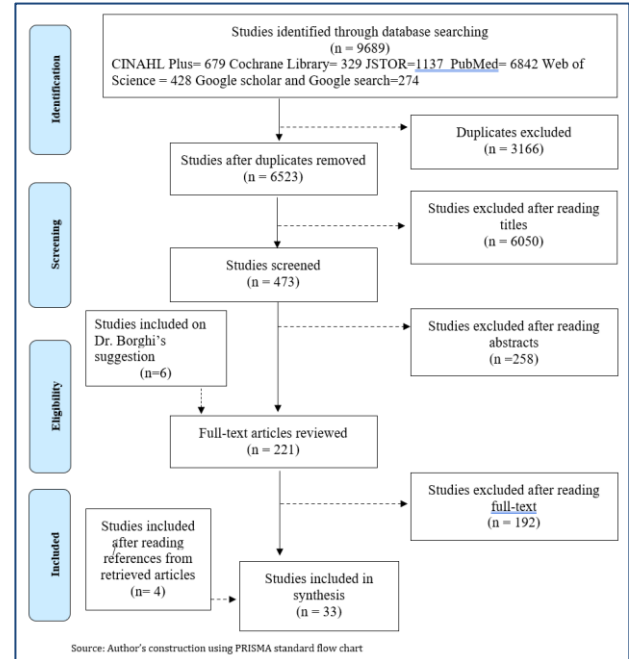 Studies identified through database searching
(n = 9689)
CINAHL Plus= 679 Cochrane Library= 329 JSTOR=1137 PubMed= 6842 Web of
Science = 428 Google scholar and Google search=274
Identification
Duplicates excluded
(n = 3166)
Studies after duplicates removed
(n = 6523)
Screening
Studies excluded after reading
titles
(n = 6050)
Studies screened
(n = 473)
Studies included on
Dr. Borghi's
suggestion
(n=6)
Studies excluded after reading
abstracts
(n =258)
Eligibility
Full-text articles reviewed
(n = 221)
Studies excluded after reading
full-text
(n = 192)
Included
Studies included
after reading
references from
retrieved articles
(n= 4)
Studies included in
synthesis
(n = 33)
Source: Author's construction using PRISMA standard flow chart